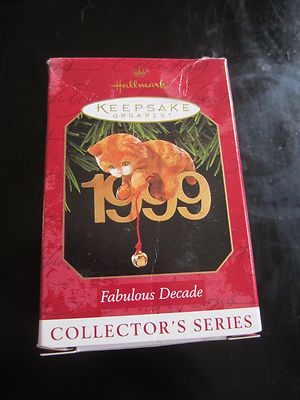 Hallmark
KEEPSAKE
ORNAMENT
1999
Fabulous Decade
COLLECTOR'S SERIES